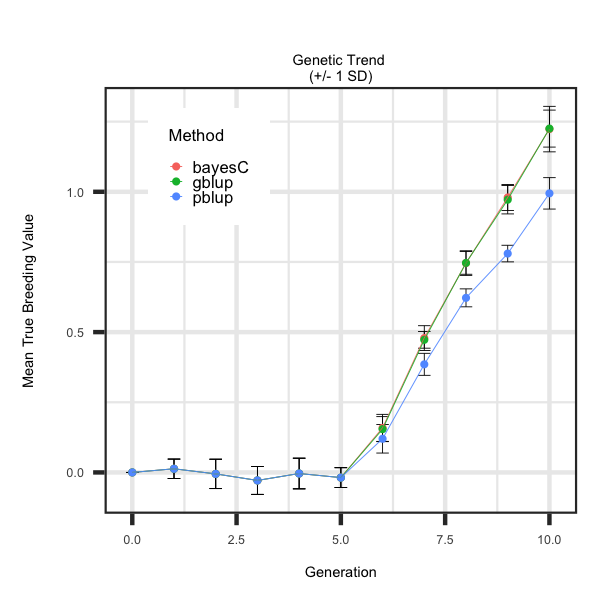 Genetic Trend
(+/- 1 SD)
Method
bayesC
gblup
pblup
Mean True Breeding Value
1.0
0.5
0.0
0.0
2.5
5.0
7.5
10.0
Generation